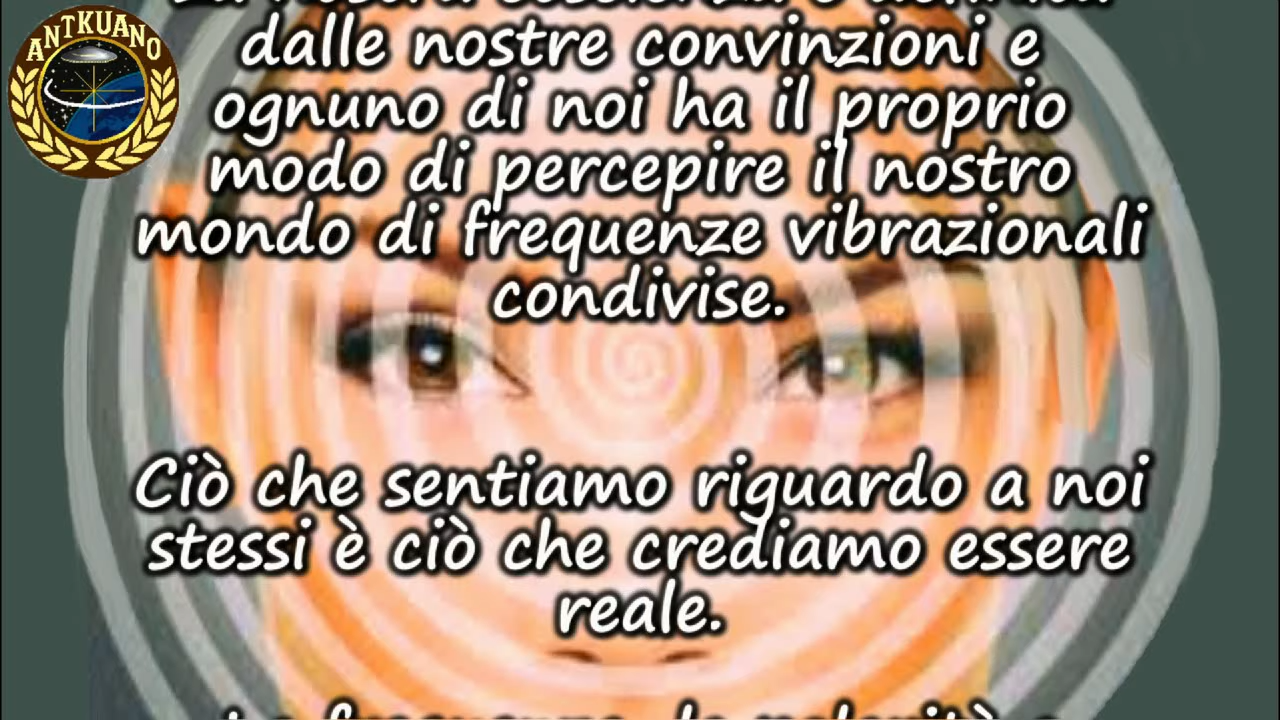 ANTKUANO
dalle nostre convinzioni e
ognuno di noi ha il proprio
modo di percepire il nostro
mondo di frequenze vibrazionali
condivise.
Ciò che sentiamo riguardo a noi
stessi è ciò che crediamo essere
reale.